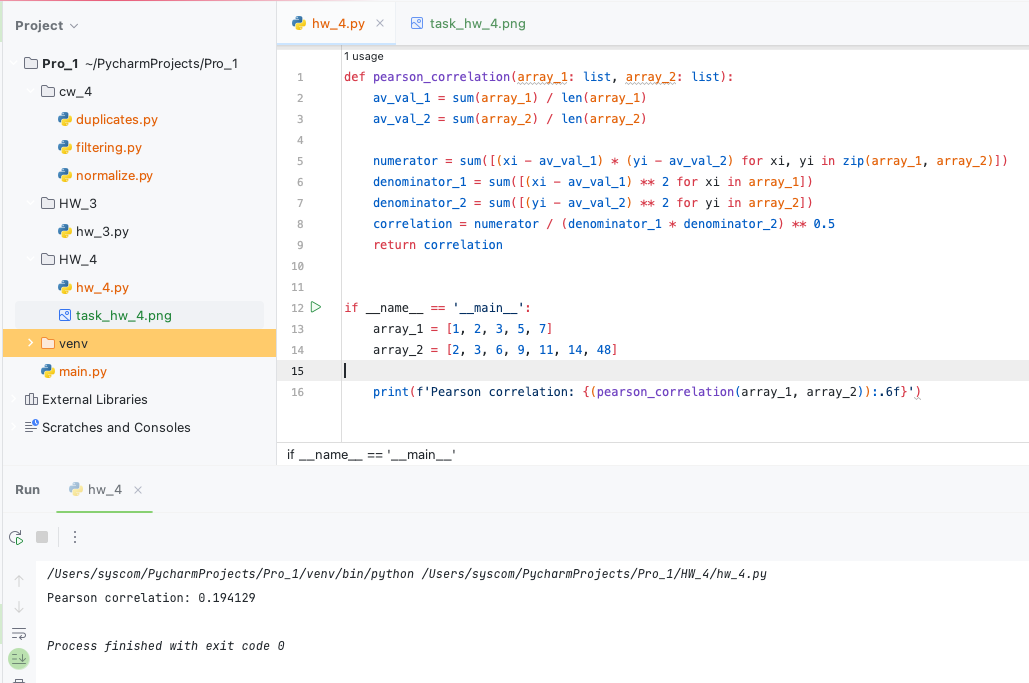 Project
hw_4.py
task_hw_4.png
Pro_1 ~/PycharmProjects/Pro_1
cw_4
duplicates.py
filtering.py
normalize.py
HW_3
hw_3.py
HW_4
hw_4.py
task_hw_4.png
venv
main.py
External Libraries
Scratches and Consoles
1 usage
1 def pearson_correlation(array_1: list, array_2: list):
2 av_val_1 = sum(array_1) / len(array_1)
3 av_val_2 = sum(array_2) / len(array_2)
4
5 numerator = sum([(xi - av_val_1) * (yi - av_val_2) for xi, yi in zip(array_1, array_2)])
6 denominator_1 = sum([(xi - av_val_1) ** 2 for xi in array_1])
7 denominator_2 = sum([(yi - av_val_2) ** 2 for yi in array_2])
8 correlation = numerator / (denominator_1 * denominator_2) ** 0.5
9 return correlation
10
11
12 if __name__ == '__main__':
13 array_1 = [1, 2, 3, 5, 7]
14 array_2 = [2, 3, 6, 9, 11, 14, 48]
15
16 print(f'Pearson correlation: {(pearson_correlation(array_1, array_2)):.6f}')
if __name__ == '__main__'
Run
hw_4
/Users/syscom/PycharmProjects/Pro_1/venv/bin/python /Users/syscom/PycharmProjects/Pro_1/HW_4/hw_4.py
Pearson correlation: 0.194129
Process finished with exit code 0